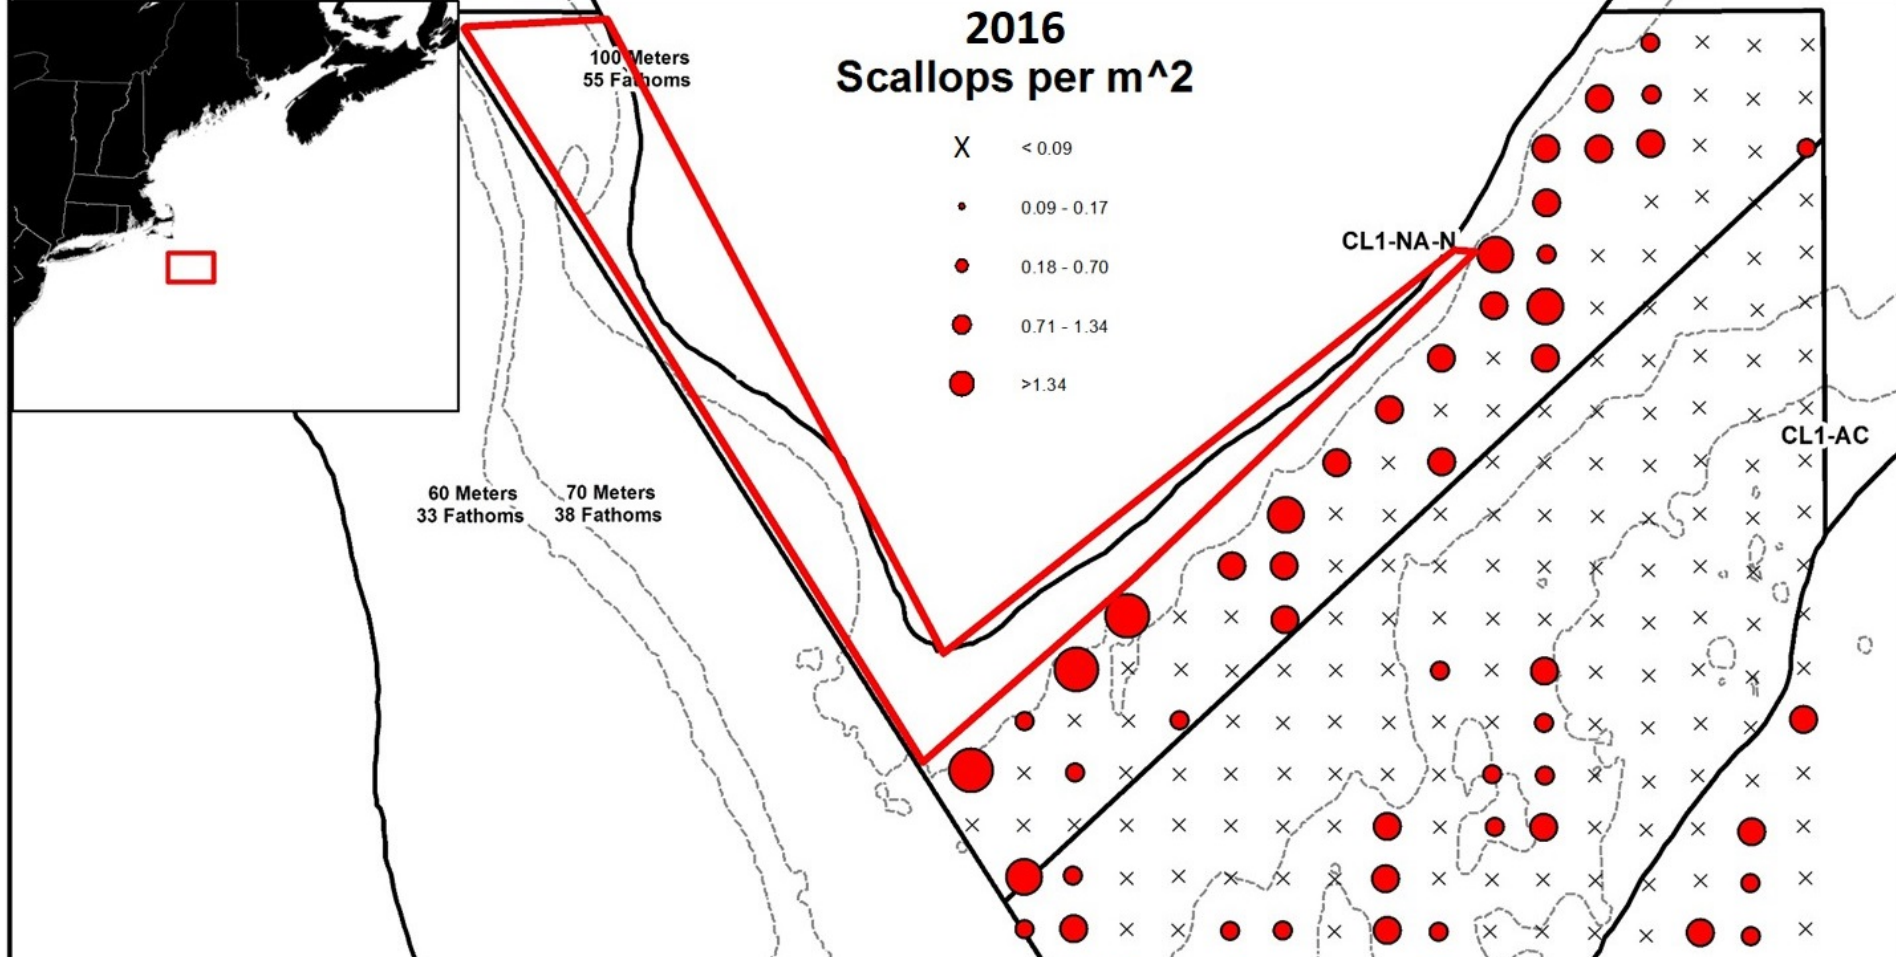 2016
Scallops per m^2
X < 0.09
0.09 - 0.17
0.18 - 0.70
0.71 - 1.34
>1.34
100 Meters
55 Fathoms
CL1-NA-N
CL1-AC
60 Meters
33 Fathoms
70 Meters
38 Fathoms